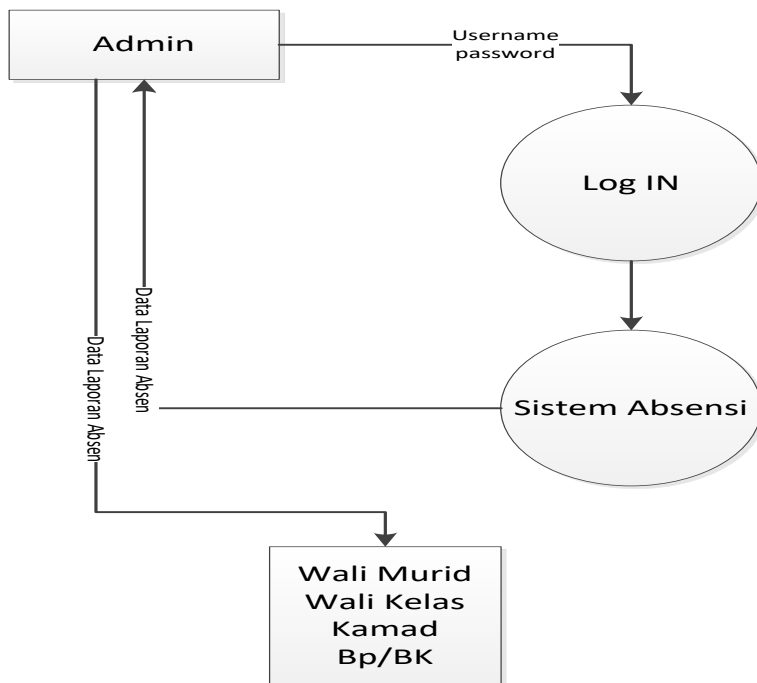 Admin
Username
password
Log IN
Data Laporan Absen
Data Laporan Absen
Sistem Absensi
Wali Murid
Wali Kelas
Kamad
Bp/BK